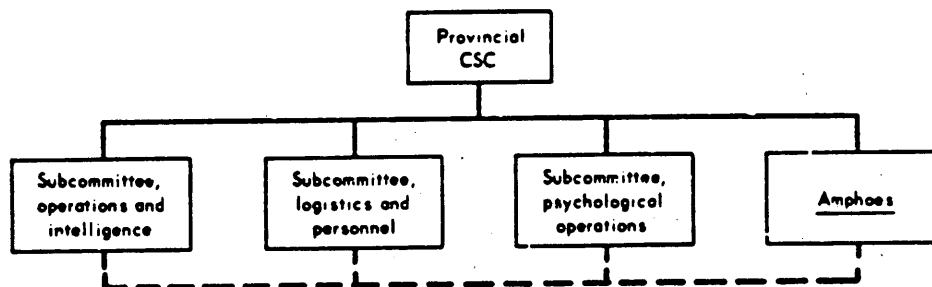 Provincial
CSC
Subcommittee,
operations and
intelligence
Subcommittee,
logistics and
personnel
Subcommittee,
psychological
operations
Amphoes